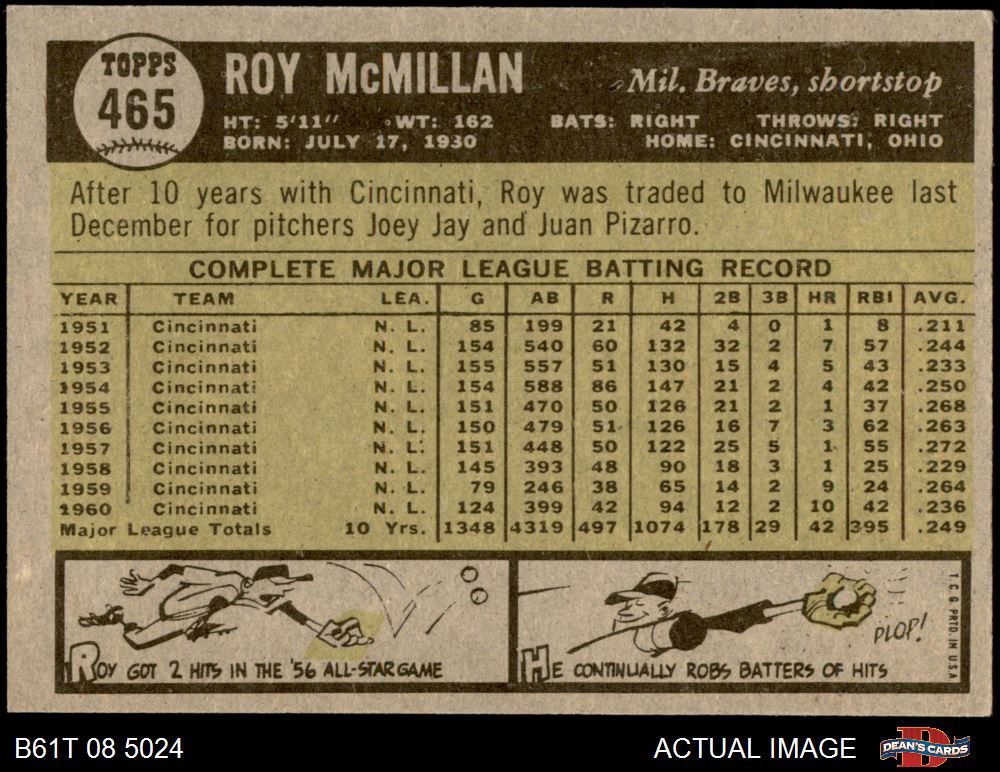 TOPPS
465
ROY McMILLAN
Mil. Braves, shortstop
HT: 5'11" WT: 162 BATS: RIGHT THROWS: RIGHT
BORN: JULY 17, 1930 HOME: CINCINNATI, OHIO
After 10 years with Cincinnati, Roy was traded to Milwaukee last
December for pitchers Joey Jay and Juan Pizarro.
COMPLETE MAJOR LEAGUE BATTING RECORD
YEAR TEAM LEA. G AB R H 2B 3B HR RBI AVG.
1951 Cincinnati N. L. 85 199 21 42 4 0 1 8 .211
1952 Cincinnati N. L. 154 540 60 132 32 2 7 57 .244
1953 Cincinnati N. L. 155 557 51 130 15 4 5 43 .233
1954 Cincinnati N. L. 154 588 86 147 21 2 4 42 .250
1955 Cincinnati N. L. 151 470 50 126 21 2 1 37 .268
1956 Cincinnati N. L. 150 479 51 126 16 7 3 62 .263
1957 Cincinnati N. L. 151 448 50 122 25 5 1 55 .272
1958 Cincinnati N. L. 145 393 48 90 18 3 1 25 .229
1959 Cincinnati N. L. 79 246 38 65 14 2 9 24 .264
1960 Cincinnati N. L. 124 399 42 94 12 2 10 42 .236
Major League Totals 10 Yrs. 1348 4319 497 1074 178 29 42 395 .249
ROY GOT 2 HITS IN THE '56 ALL-STAR GAME
PLOP!
HE CONTINUALLY ROBS BATTERS OF HITS
T.C.G. PRTD. IN U.S.A.
B61T 08 5024
ACTUAL IMAGE
DEAN'S CARDS